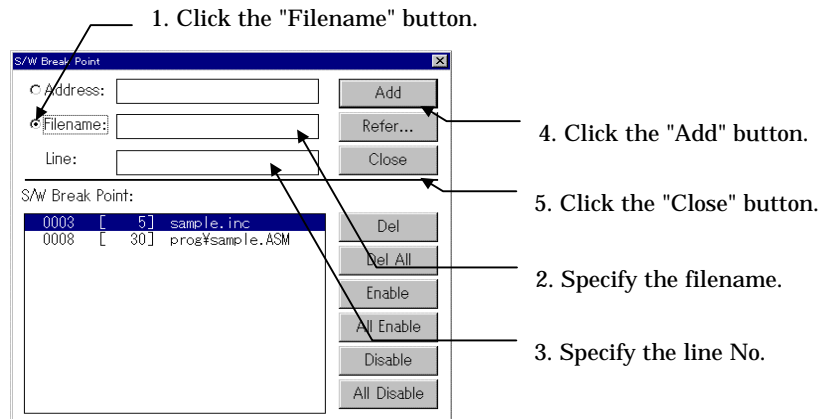 1. Click the "Filename" button.
S/W Break Point
Address:
Add
Filename:
Refer...
4. Click the "Add" button.
Line:
Close
5. Click the "Close" button.
S/W Break Point:
0003 [ 5] sample.inc
0008 [ 30] prog¥sample.ASM
Del
Del All
2. Specify the filename.
Enable
All Enable
3. Specify the line No.
Disable
All Disable